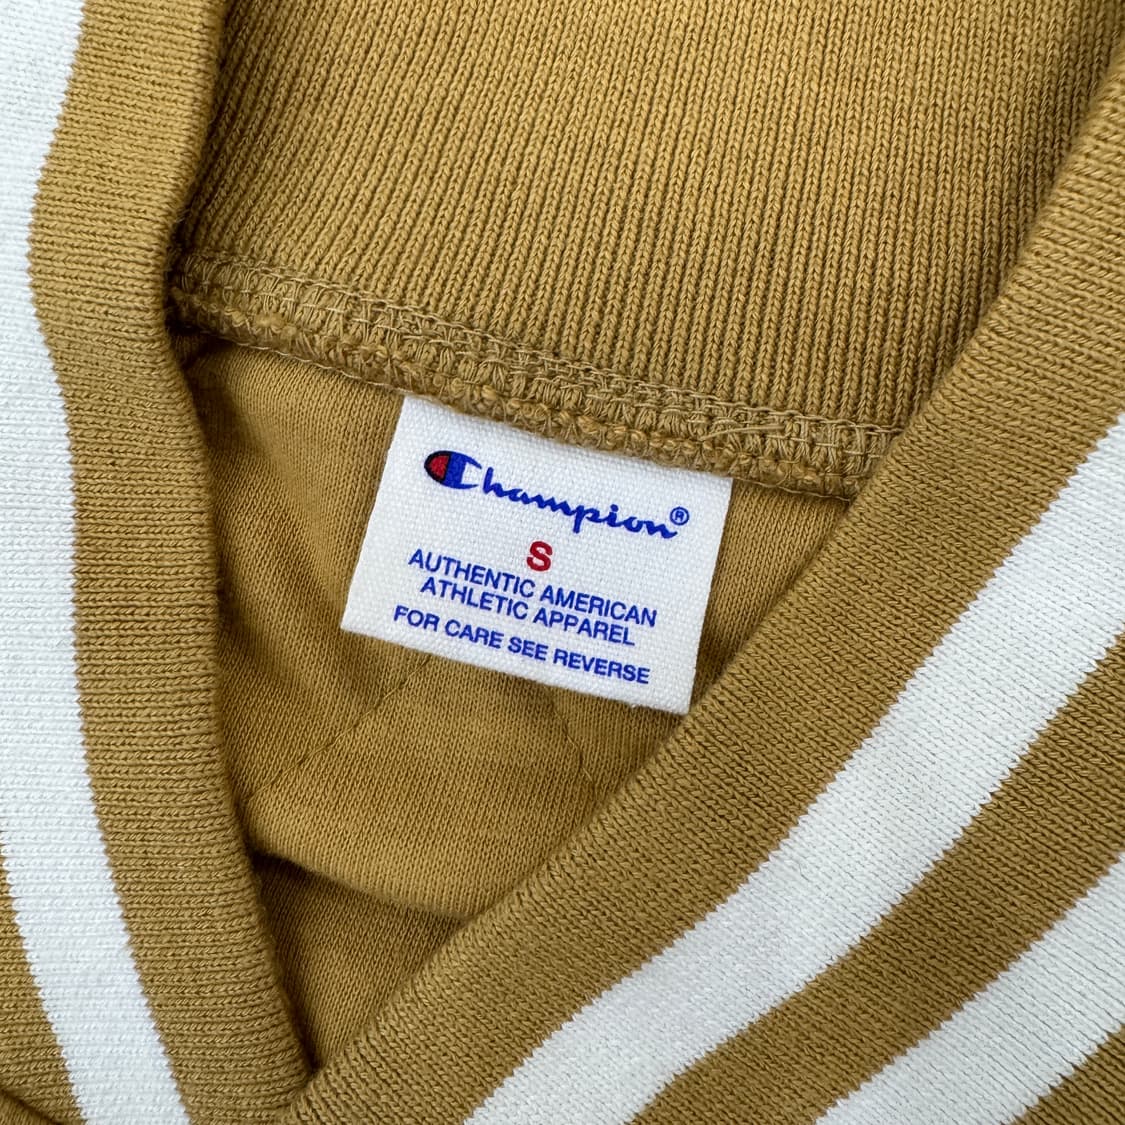 Champion®
S
AUTHENTIC AMERICAN
ATHLETIC APPAREL
FOR CARE SEE REVERSE